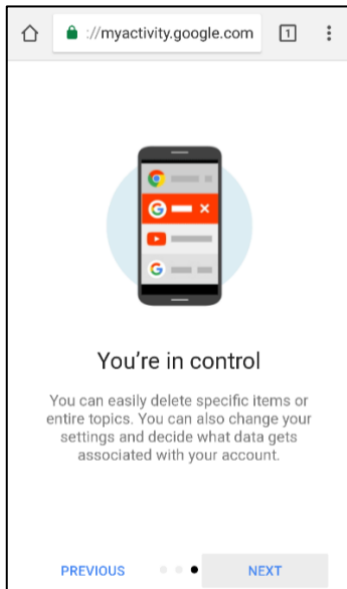 ://myactivity.google.com 1
You're in control
You can easily delete specific items or
entire topics. You can also change your
settings and decide what data gets
associated with your account.
PREVIOUS NEXT